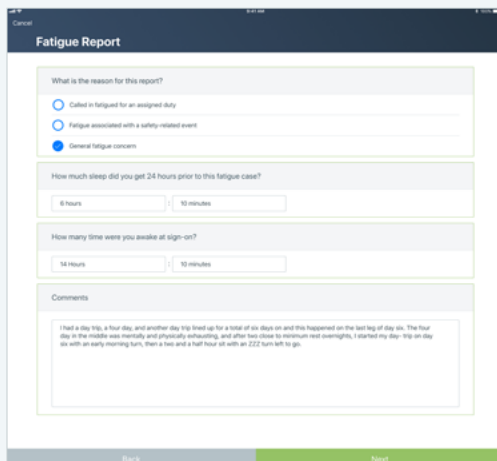 9:41 AM
100%
Cancel
Fatigue Report
What is the reason for this report?
Called in fatigued for an assigned duty
Fatigue associated with a safety-related event
General fatigue concern
How much sleep did you get 24 hours prior to this fatigue case?
6 hours : 10 minutes
How many time were you awake at sign-on?
14 Hours : 10 minutes
Comments
I had a day trip, a four day, and another day trip lined up for a total of six days on and this happened on the last leg of day six. The four
day in the middle was mentally and physically exhausting, and after two close to minimum rest overnights, I started my day- trip on day
six with an early morning turn, then a two and a half hour sit with an ZZZ turn left to go.
Back Next